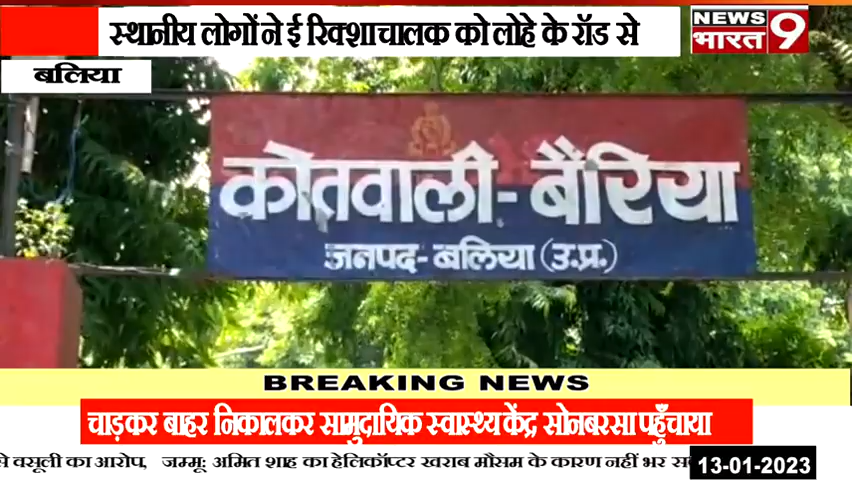 स्थानीय लोगों ने ई रिक्शा चालक को लोहे के रॉड से
NEWS
भारत 9
बलिया
कोतवाली - बैरिया
जनपद - बलिया (उ.प्र.)
BREAKING NEWS
चाड़कर बाहर निकालकर सामुदायिक स्वास्थ्य केंद्र सोनबरसा पहुँचाया
से वसूली का आरोप, जम्मू: अमित शाह का हेलिकॉप्टर खराब मौसम के कारण नहीं भर
13-01-2023